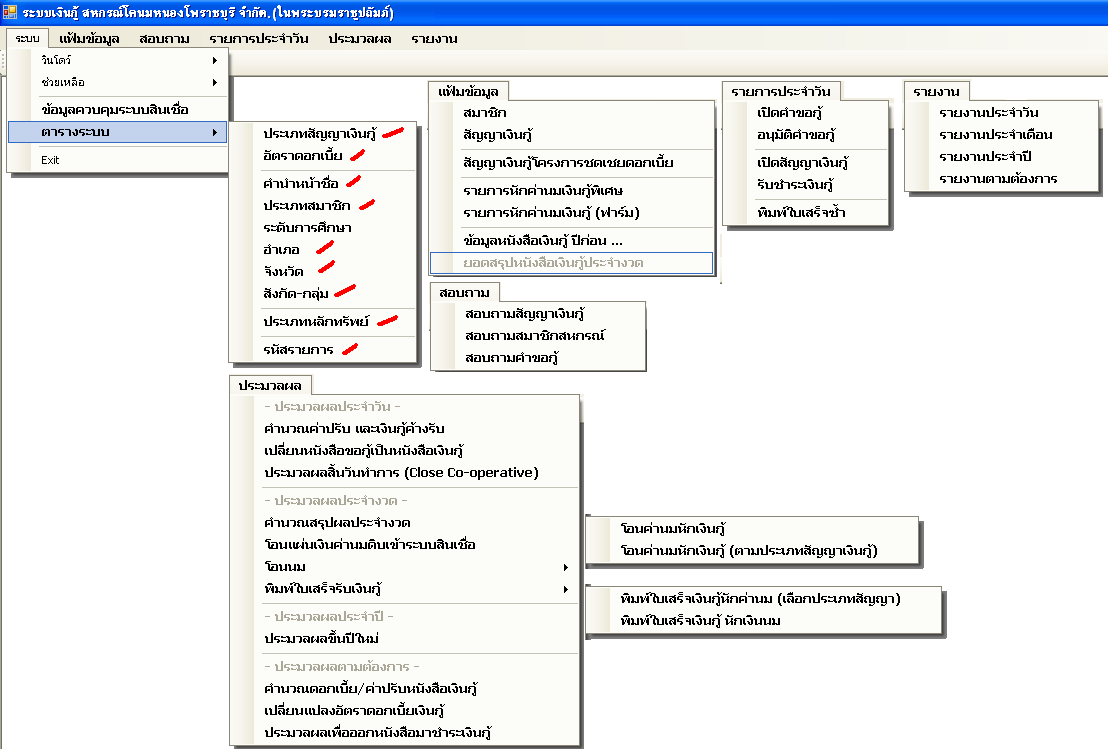 ระบบเงินกู้ สหกรณ์โคนมหนองโพราชบุรี จำกัด.(ในพระบรมราชูปถัมภ์)
ระบบ แฟ้มข้อมูล สอบถาม รายการประจำวัน ประมวลผล รายงาน
วินโดว์
ช่วยเหลือ
ข้อมูลควบคุมระบบสินเชื่อ
ตารางระบบ
Exit
ประเภทสัญญาเงินกู้
อัตราดอกเบี้ย
คำนำหน้าชื่อ
ประเภทสมาชิก
ระดับการศึกษา
อำเภอ
จังหวัด
สังกัด-กลุ่ม
ประเภทหลักทรัพย์
รหัสรายการ
แฟ้มข้อมูล
สมาชิก
สัญญาเงินกู้
สัญญาเงินกู้โครงการชดเชยดอกเบี้ย
รายการหักค่านมเงินกู้พิเศษ
รายการหักค่านมเงินกู้ (ฟาร์ม)
ข้อมูลหนังสือเงินกู้ ปีก่อน ...
ยอดสรุปหนังสือเงินกู้ประจำงวด
สอบถาม
สอบถามสัญญาเงินกู้
สอบถามสมาชิกสหกรณ์
สอบถามคำขอกู้
รายการประจำวัน
เปิดคำขอกู้
อนุมัติคำขอกู้
เปิดสัญญาเงินกู้
รับชำระเงินกู้
พิมพ์ใบเสร็จซ้ำ
รายงาน
รายงานประจำวัน
รายงานประจำเดือน
รายงานประจำปี
รายงานตามต้องการ
ประมวลผล
- ประมวลผลประจำวัน -
คำนวณค่าปรับ และเงินกู้ค้างรับ
เปลี่ยนหนังสือขอกู้เป็นหนังสือเงินกู้
ประมวลผลสิ้นวันทำการ (Close Co-operative)
- ประมวลผลประจำงวด -
คำนวณสรุปผลประจำงวด
โอนแผ่นเงินค่านมดิบเข้าระบบสินเชื่อ
โอนนม
พิมพ์ใบเสร็จรับเงินกู้
- ประมวลผลประจำปี -
ประมวลผลขึ้นปีใหม่
- ประมวลผลตามต้องการ -
คำนวณดอกเบี้ย/ค่าปรับหนังสือเงินกู้
เปลี่ยนแปลงอัตราดอกเบี้ยเงินกู้
ประมวลผลเพื่อออกหนังสือมาชำระเงินกู้
โอนค่านมหักเงินกู้
โอนค่านมหักเงินกู้ (ตามประเภทสัญญาเงินกู้)
พิมพ์ใบเสร็จเงินกู้หักค่านม (เลือกประเภทสัญญา)
พิมพ์ใบเสร็จเงินกู้ หักเงินนม